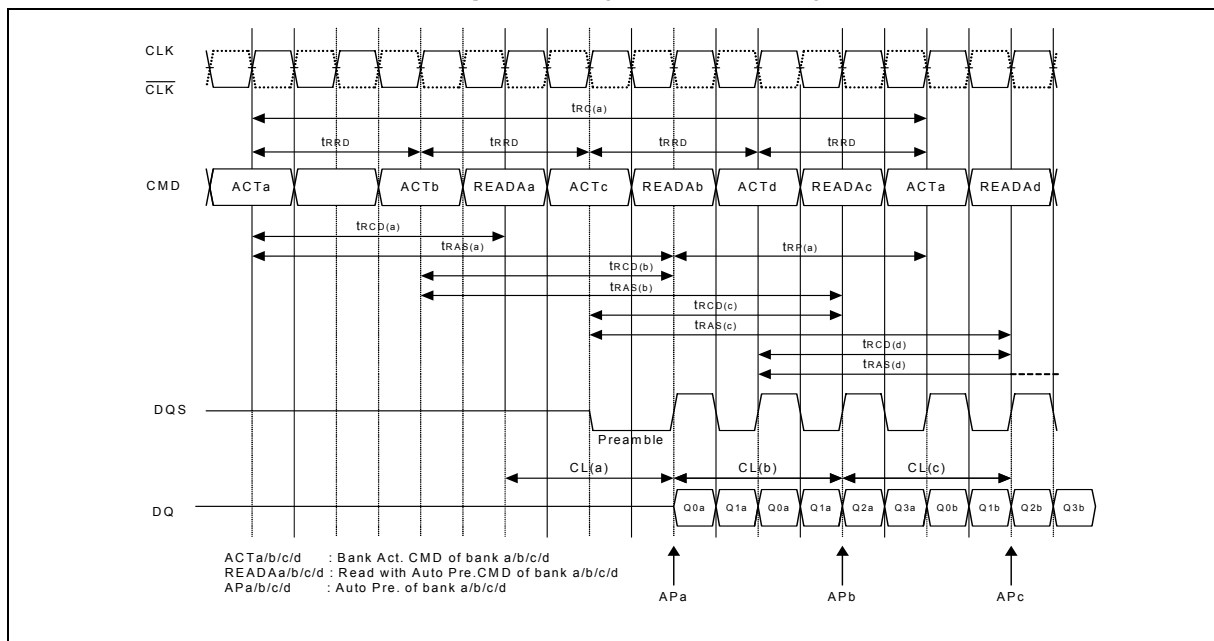 CLK
CLK
tRC(a)
tRRD tRRD tRRD tRRD
CMD ACTa ACTb READAa ACTc READAb ACTd READAc ACTa READAd
tRCD(a)
tRAS(a) tRP(a)
tRCD(b)
tRAS(b)
tRCD(c)
tRAS(c)
tRCD(d)
tRAS(d)
DQS
Preamble
CL(a) CL(b) CL(c)
DQ Q0a Q1a Q0a Q1a Q2a Q3a Q0b Q1b Q2b Q3b
ACTa/b/c/d : Bank Act. CMD of bank a/b/c/d
READAa/b/c/d : Read with Auto Pre.CMD of bank a/b/c/d
APa/b/c/d : Auto Pre. of bank a/b/c/d
APa APb APc